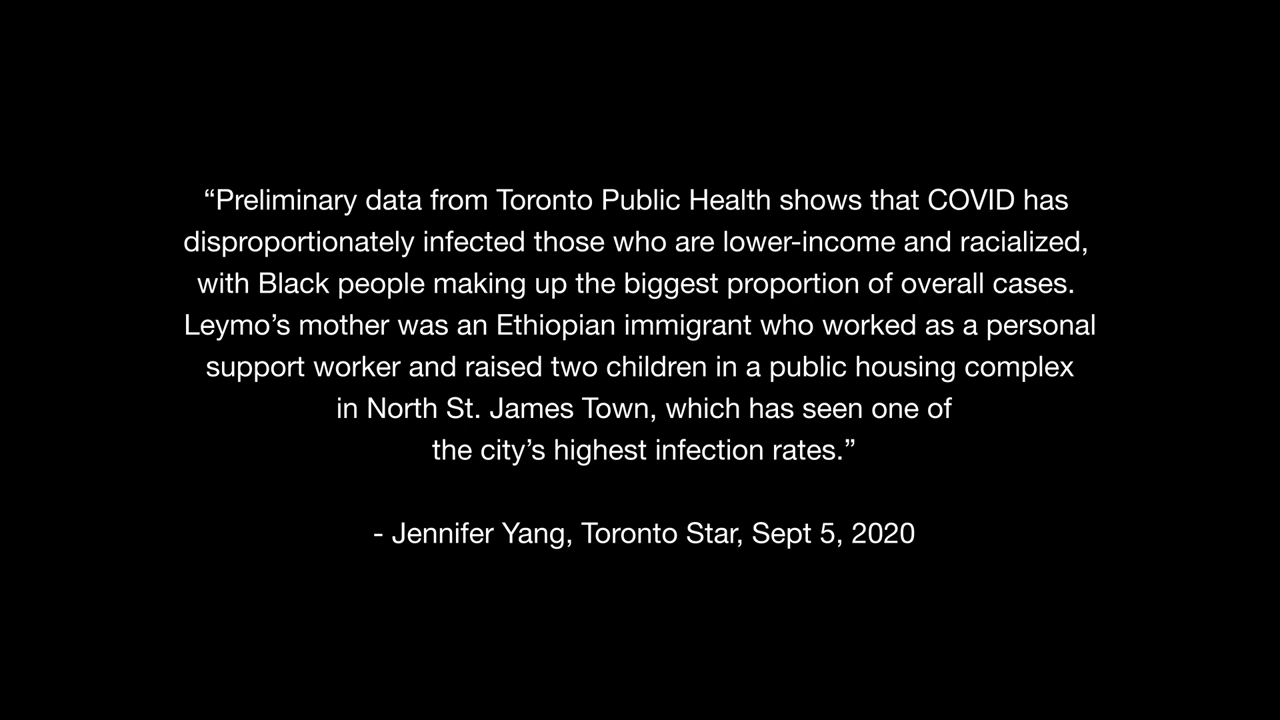 “Preliminary data from Toronto Public Health shows that COVID has
disproportionately infected those who are lower-income and racialized,
with Black people making up the biggest proportion of overall cases.
Leymo’s mother was an Ethiopian immigrant who worked as a personal
support worker and raised two children in a public housing complex
in North St. James Town, which has seen one of
the city’s highest infection rates.”
- Jennifer Yang, Toronto Star, Sept 5, 2020